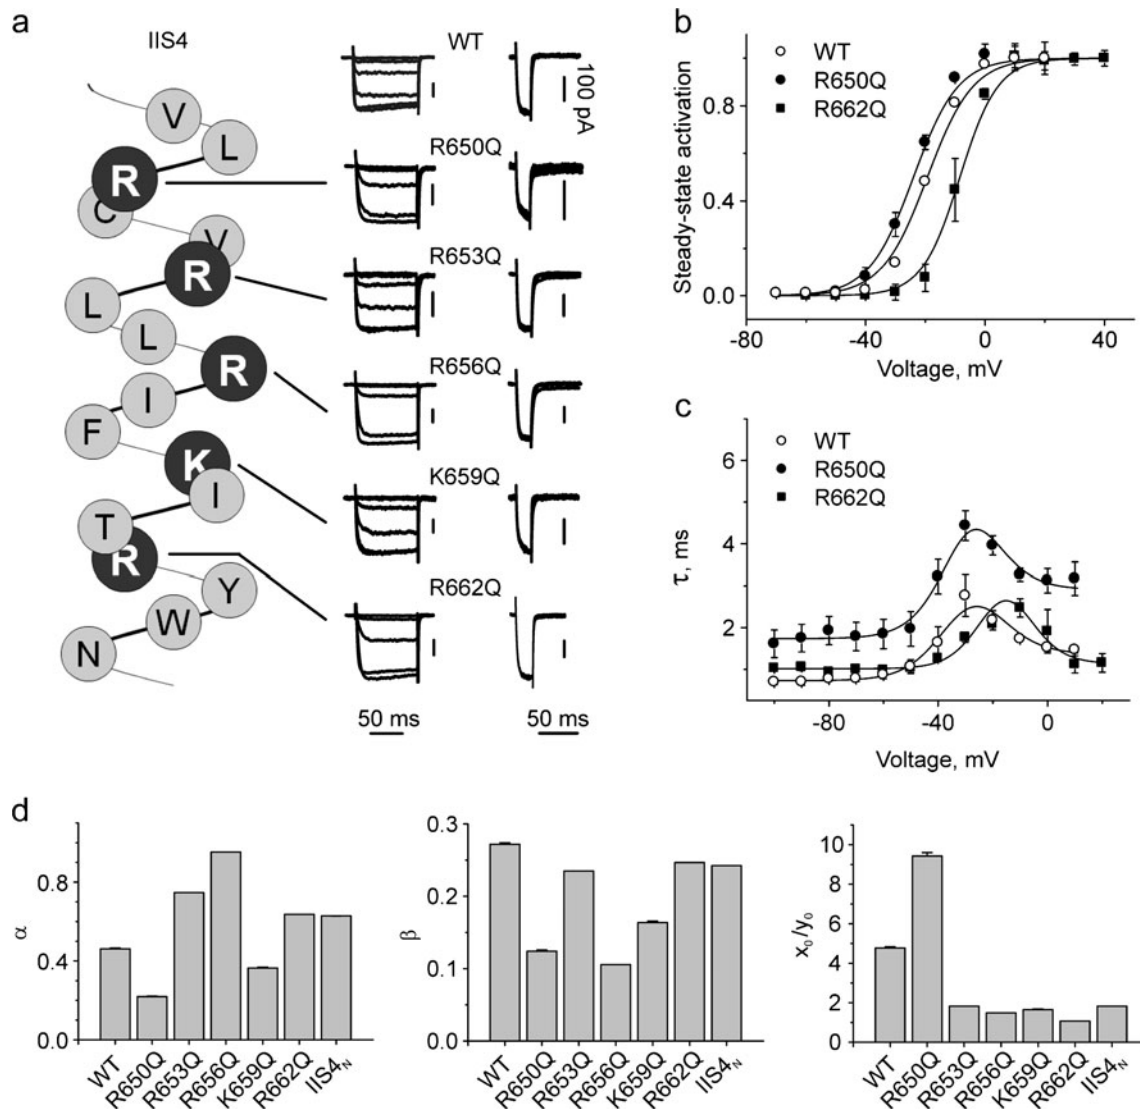 a
IIS4
V
L
R
C
V
R
L
L
R
I
F
K
I
T
R
Y
W
N
WT
100 pA
R650Q
R653Q
R656Q
K659Q
R662Q
50 ms
50 ms
b
WT
R650Q
R662Q
Steady-state activation
0.8
0.4
0.0
-80
-40
0
40
Voltage, mV
c
WT
R650Q
R662Q
τ, ms
6
4
2
-80
-40
0
Voltage, mV
d
α
0.8
0.4
0.0
WT
R650Q
R653Q
R656Q
K659Q
R662Q
IIS4N
β
0.3
0.2
0.1
0.0
WT
R650Q
R653Q
R656Q
K659Q
R662Q
IIS4N
x0/y0
10
8
6
4
2
0
WT
R650Q
R653Q
R656Q
K659Q
R662Q
IIS4N